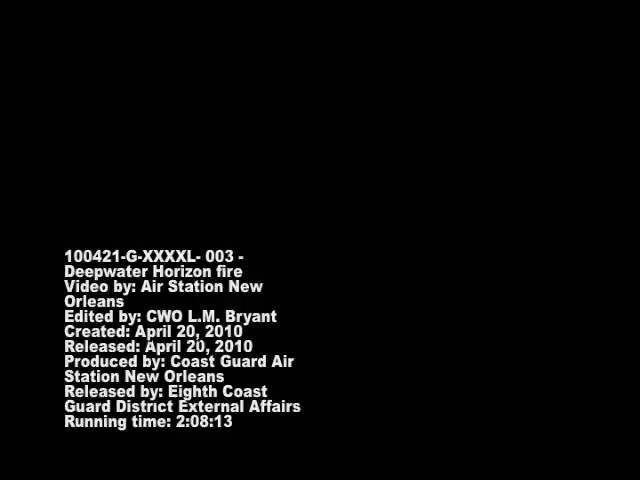 100421-G-XXXXL- 003 -
Deepwater Horizon fire
Video by: Air Station New
Orleans
Edited by: CWO L.M. Bryant
Created: April 20, 2010
Released: April 20, 2010
Produced by: Coast Guard Air
Station New Orleans
Released by: Eighth Coast
Guard District External Affairs
Running time: 2:08:13